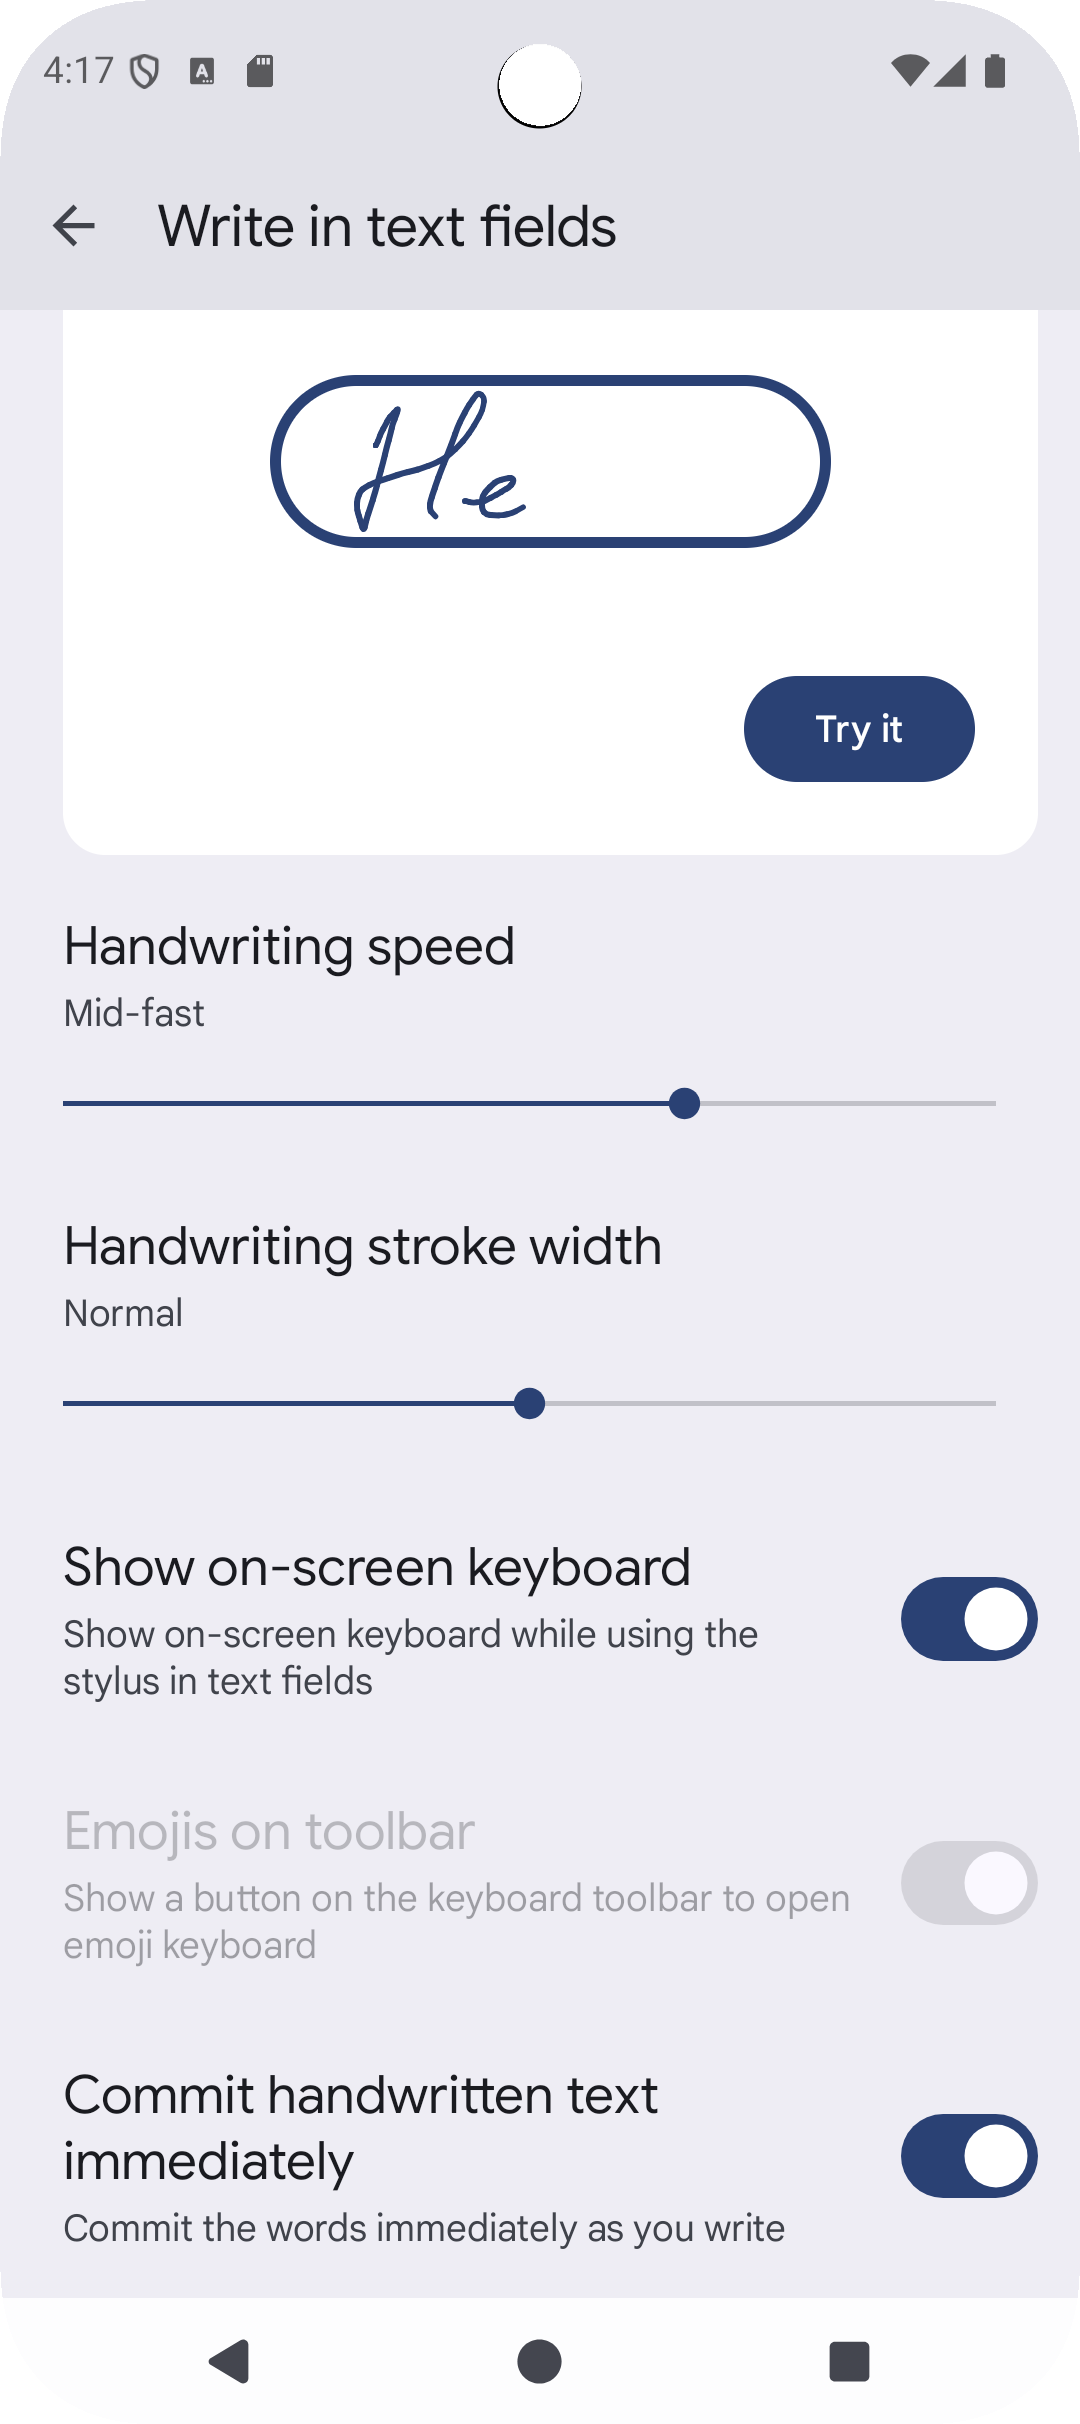 4:17
Write in text fields
He
Try it
Handwriting speed
Mid-fast
Handwriting stroke width
Normal
Show on-screen keyboard
Show on-screen keyboard while using the
stylus in text fields
Emojis on toolbar
Show a button on the keyboard toolbar to open
emoji keyboard
Commit handwritten text
immediately
Commit the words immediately as you write